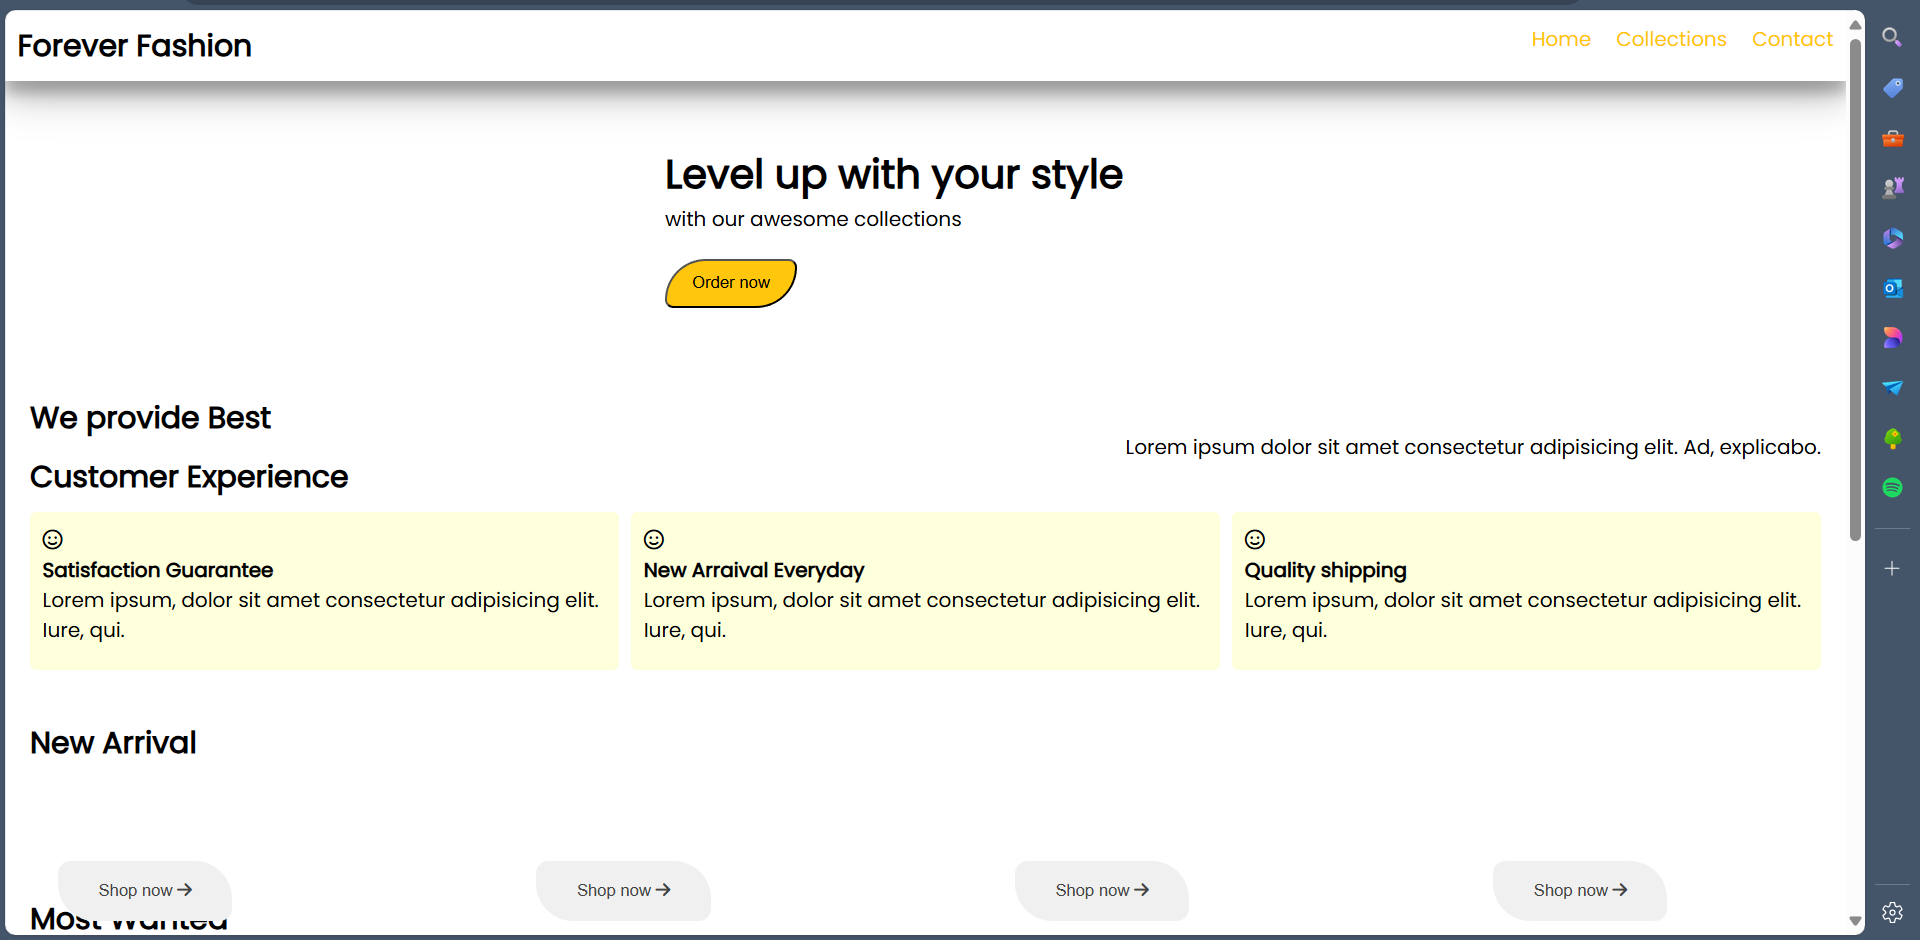 Forever Fashion
Home Collections Contact
Level up with your style
with our awesome collections
Order now
We provide Best
Customer Experience
Lorem ipsum dolor sit amet consectetur adipisicing elit. Ad, explicabo.
Satisfaction Guarantee
Lorem ipsum, dolor sit amet consectetur adipisicing elit.
Iure, qui.
New Arraival Everyday
Lorem ipsum, dolor sit amet consectetur adipisicing elit.
Iure, qui.
Quality shipping
Lorem ipsum, dolor sit amet consectetur adipisicing elit.
Iure, qui.
New Arrival
Shop now
Shop now
Shop now
Shop now
Most Wanted